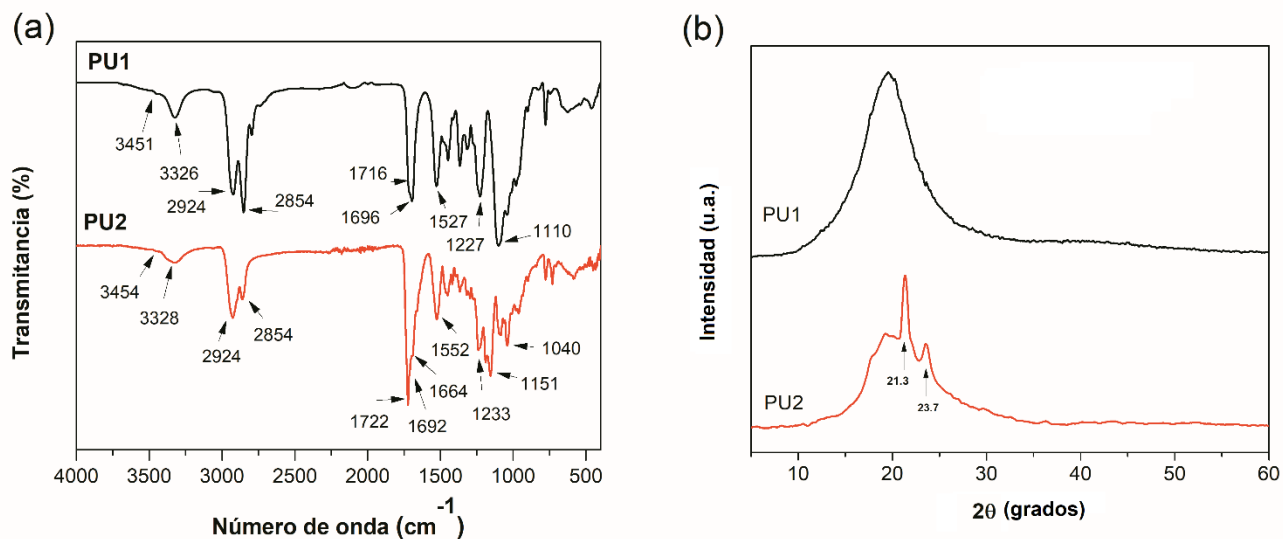 (a)
PU1
3451
3326
2924
2854
1716
1696
1527
1227
1110
PU2
3454
3328
2924
2854
1722
1692
1664
1552
1233
1151
1040
4000 3500 3000 2500 2000 1500 1000 500
Número de onda (cm-1)
Transmitancia (%)
(b)
PU1
PU2
21.3
23.7
10 20 30 40 50 60
2θ (grados)
Intensidad (u.a.)